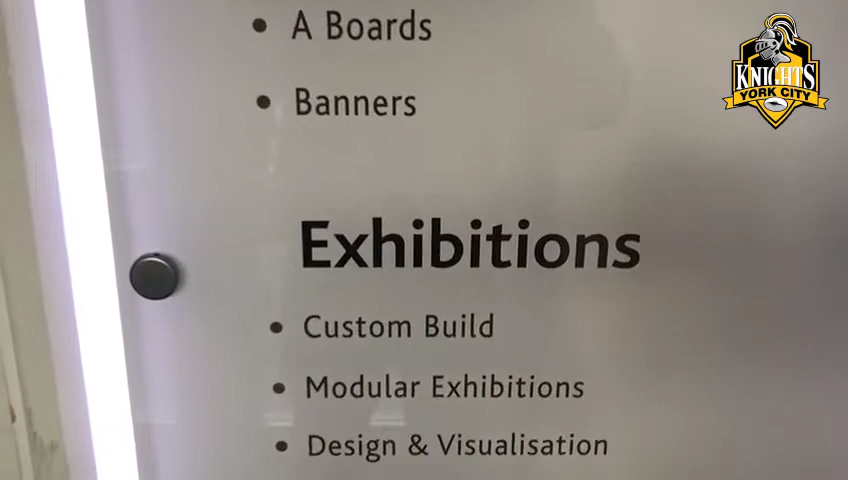 A Boards
Banners
KNIGHTS
YORK CITY
Exhibitions
Custom Build
Modular Exhibitions
Design & Visualisation